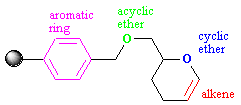 aromatic
ring
acyclic
ether
O
cyclic
ether
O
alkene